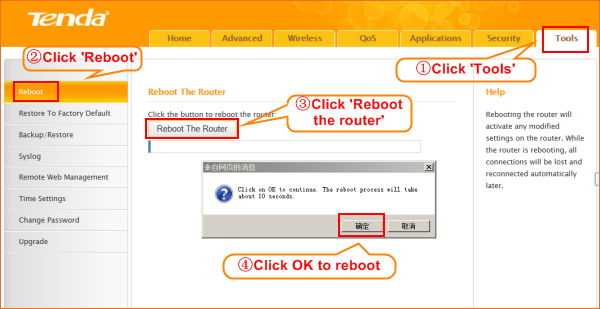 Tenda
Home
Advanced
Wireless
QoS
Applications
Security
Tools
②Click 'Reboot'
①Click 'Tools'
Reboot
Restore To Factory Default
Backup/Restore
Syslog
Remote Web Management
Time Settings
Change Password
Upgrade
Reboot The Router
Click the button to reboot the router:
Reboot The Router
③Click 'Reboot
the router'
来自网页的消息
Click on OK to continue. The reboot process will take
about 10 seconds.
确定
取消
④Click OK to reboot
Help
Rebooting the router will
activate any modified
settings on the router. While
the router is rebooting, all
connections will be lost and
reconnected automatically
later.